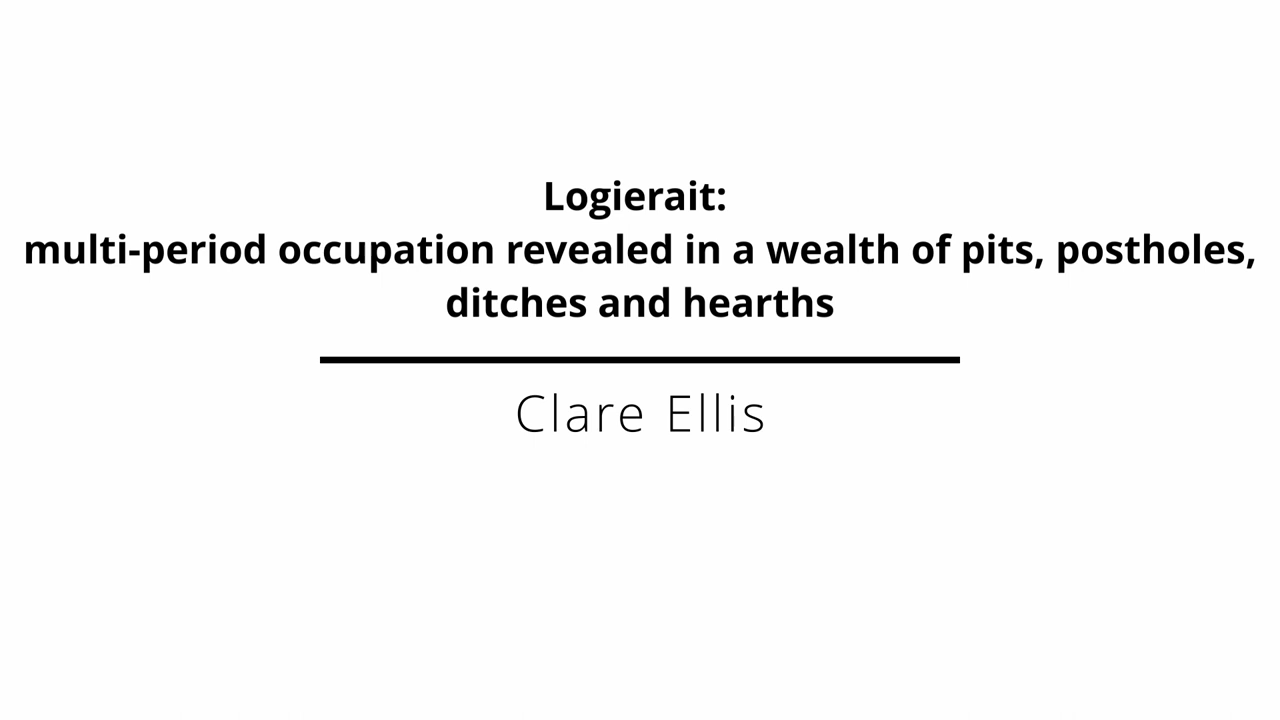 Logierait:
multi-period occupation revealed in a wealth of pits, postholes,
ditches and hearths
Clare Ellis